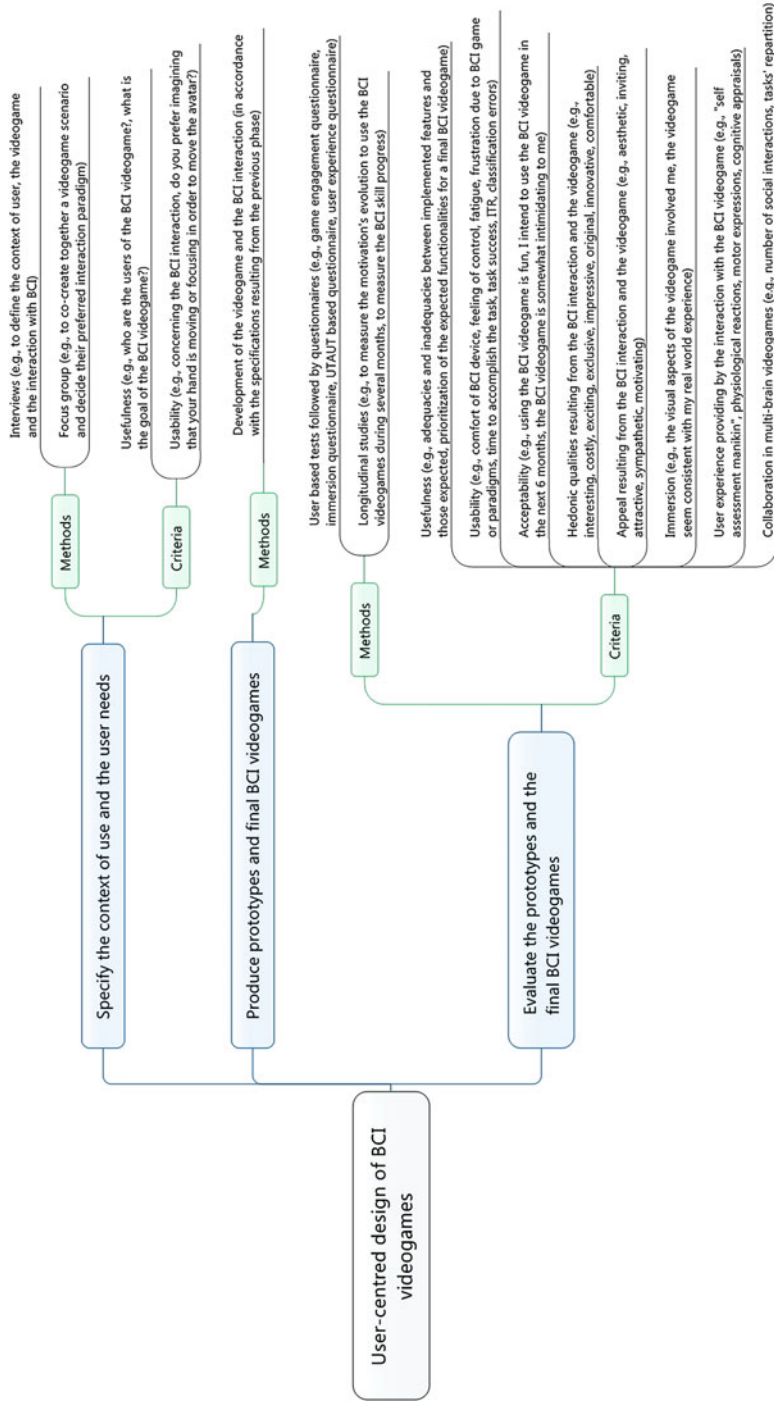 User-centred design of BCI
videogames
Specify the context of use and the user needs
Methods
Interviews (e.g., to define the context of user, the videogame
and the interaction with BCI)
Focus group (e.g., to co-create together a videogame scenario
and decide their preferred interaction paradigm)
Criteria
Usefulness (e.g., who are the users of the BCI videogame?, what is
the goal of the BCI videogame?)
Usability (e.g., concerning the BCI interaction, do you prefer imagining
that your hand is moving or focusing in order to move the avatar?)
Produce prototypes and final BCI videogames
Methods
Development of the videogame and the BCI interaction (in accordance
with the specifications resulting from the previous phase)
Evaluate the prototypes and the
final BCI videogames
Methods
User based tests followed by questionnaires (e.g., game engagement questionnaire,
immersion questionnaire, UTAUT based questionnaire, user experience questionnaire)
Longitudinal studies (e.g., to measure the motivation's evolution to use the BCI
videogames during several months, to measure the BCI skill progress)
Criteria
Usefulness (e.g., adequacies and inadequacies between implemented features and
those expected, prioritization of the expected functionalities for a final BCI videogame)
Usability (e.g., comfort of BCI device, feeling of control, fatigue, frustration due to BCI game
or paradigms, time to accomplish the task, task success, ITR, classification errors)
Acceptability (e.g., using the BCI videogame is fun, I intend to use the BCI videogame in
the next 6 months, the BCI videogame is somewhat intimidating to me)
Hedonic qualities resulting from the BCI interaction and the videogame (e.g.,
interesting, costly, exciting, exclusive, impressive, original, innovative, comfortable)
Appeal resulting from the BCI interaction and the videogame (e.g., aesthetic, inviting,
attractive, sympathetic, motivating)
Immersion (e.g., the visual aspects of the videogame involved me, the videogame
seem consistent with my real world experience)
User experience providing by the interaction with the BCI videogame (e.g., "self
assessment manikin", physiological reactions, motor expressions, cognitive appraisals)
Collaboration in multi-brain videogames (e.g., number of social interactions, tasks' repartition)